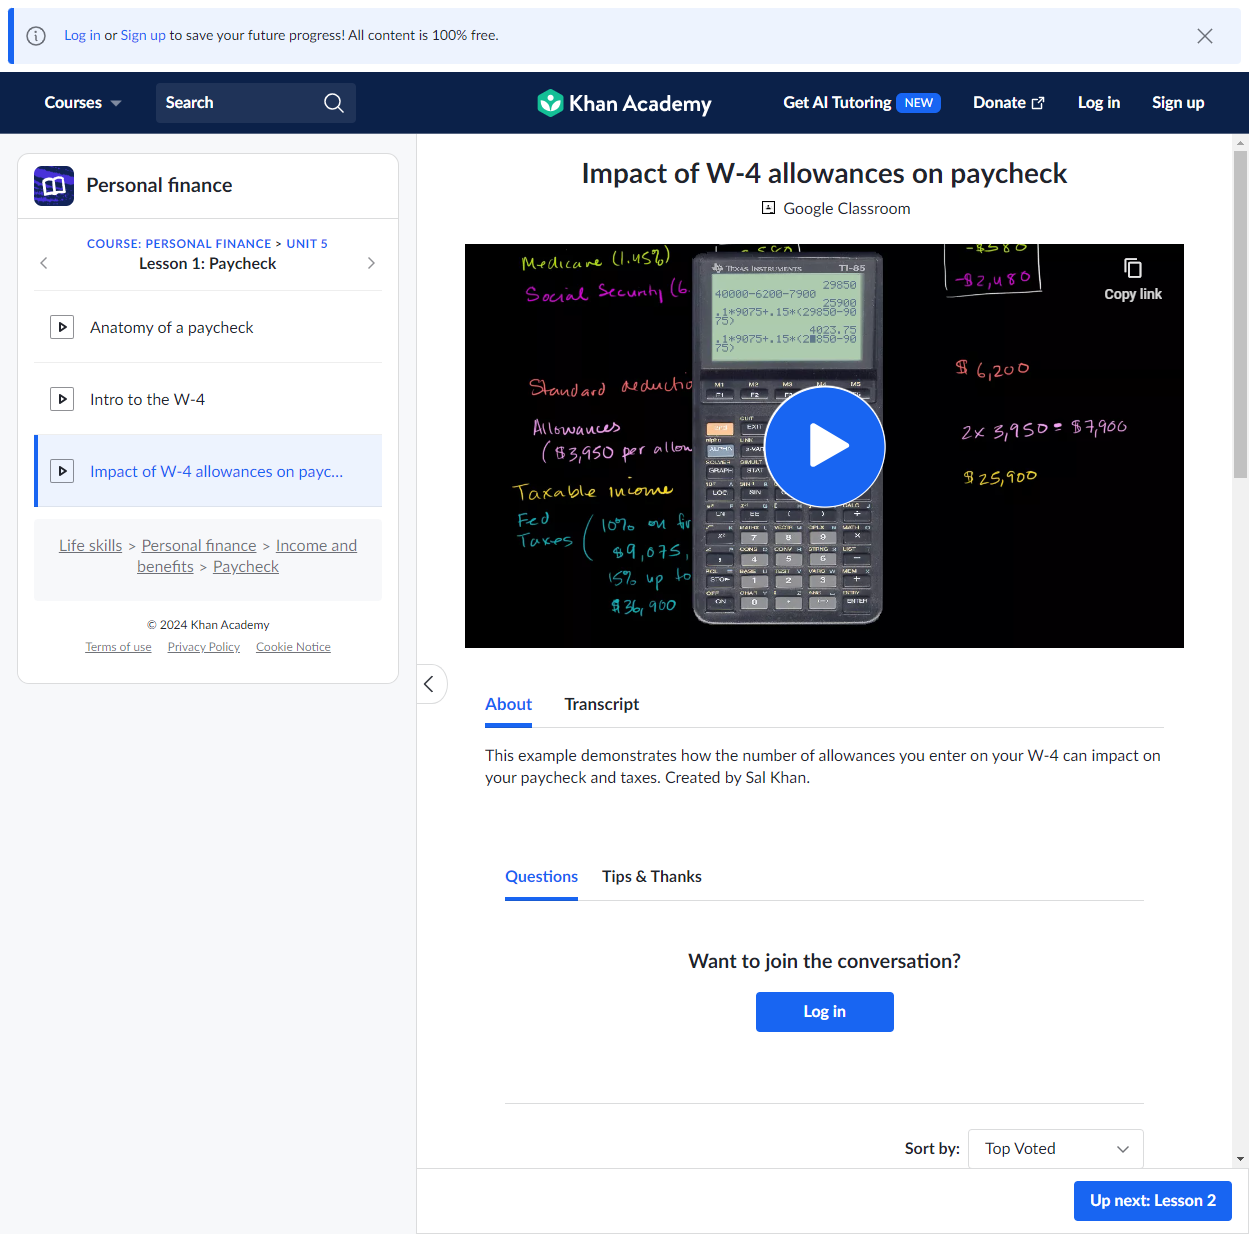 Log in or Sign up to save your future progress! All content is 100% free.
Courses
Search
Khan Academy
Get AI Tutoring NEW
Donate
Log in
Sign up
Personal finance
COURSE: PERSONAL FINANCE > UNIT 5
Lesson 1: Paycheck
Anatomy of a paycheck
Intro to the W-4
Impact of W-4 allowances on payc...
Life skills > Personal finance > Income and
benefits > Paycheck
© 2024 Khan Academy
Terms of use Privacy Policy Cookie Notice
Impact of W-4 allowances on paycheck
Google Classroom
Medicare (1.45%)
Social Security (6
-$580
-$2,480
Copy link
TEXAS INSTRUMENTS TI-85
29850
40000-6200-7900
25900
.1*9075+.15*(29850-90
75)
4023.75
75)
M1 M2 M3 M4 M5
Standard deductio
Allowances
($3,950 per allow
Taxable income
Fed
Taxes
10% on fir
$9,075,
15% up to
$36,900
$6,200
2x 3,950 = $7,900
$25,900
About
Transcript
This example demonstrates how the number of allowances you enter on your W-4 can impact on
your paycheck and taxes. Created by Sal Khan.
Questions
Tips & Thanks
Want to join the conversation?
Log in
Sort by:
Top Voted
Up next: Lesson 2